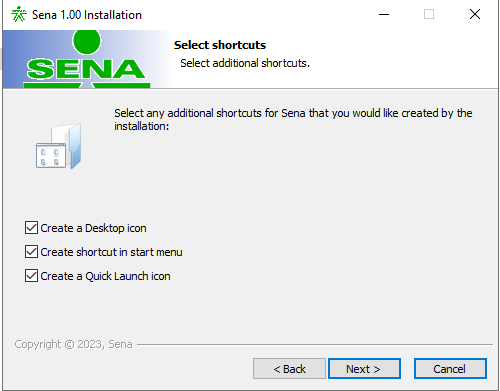 Sena 1.00 Installation
Select shortcuts
Select additional shortcuts.
SENA
Select any additional shortcuts for Sena that you would like created by the
installation:
Create a Desktop icon
Create shortcut in start menu
Create a Quick Launch icon
Copyright © 2023, Sena
< Back
Next >
Cancel